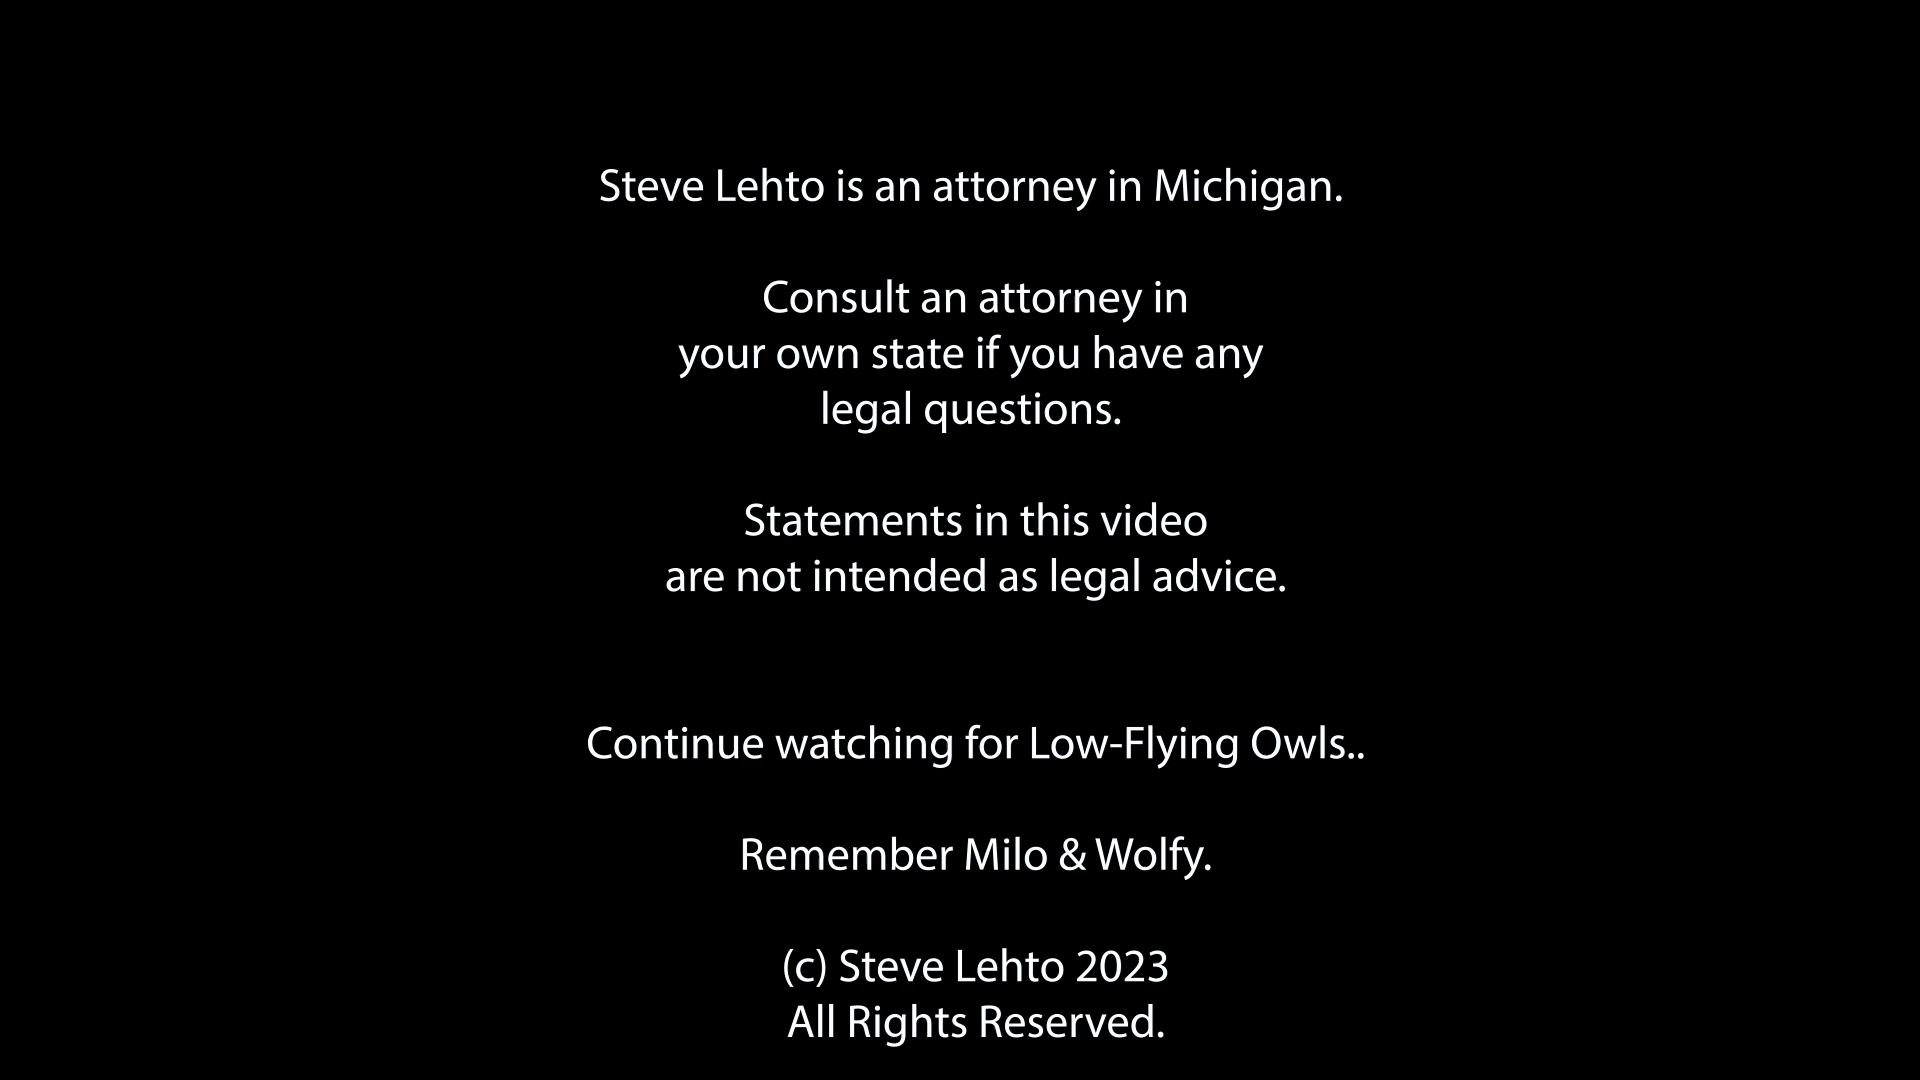 Steve Lehto is an attorney in Michigan.
Consult an attorney in
your own state if you have any
legal questions.
Statements in this video
are not intended as legal advice.
Continue watching for Low-Flying Owls..
Remember Milo & Wolfy.
(c) Steve Lehto 2023
All Rights Reserved.